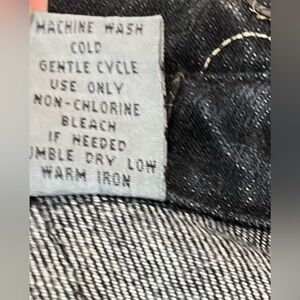 MACHINE WASH
COLD
GENTLE CYCLE
USE ONLY
NON-CHLORINE
BLEACH
IF NEEDED
UMBLE DRY LOW
WARM IRON